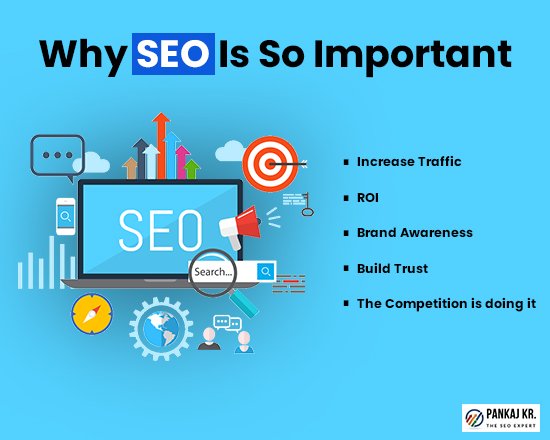 Why SEO Is So Important
Increase Traffic
ROI
Brand Awareness
Build Trust
The Competition is doing it
SEO
Search...
PANKAJ KR.
THE SEO EXPERT